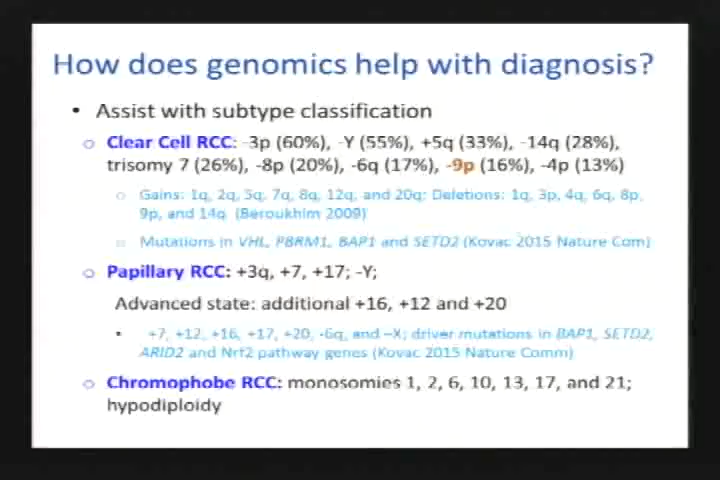 How does genomics help with diagnosis?
• Assist with subtype classification
○ Clear Cell RCC: -3p (60%), -Y (55%), +5q (33%), -14q (28%),
trisomy 7 (26%), -8p (20%), -6q (17%), -9p (16%), -4p (13%)
○ Gains: 1q, 2q, 5q, 7q, 8q, 12q, and 20q; Deletions: 1q, 3p, 4q, 6q, 8p,
9p, and 14q (Beroukhim 2009)
○ Mutations in VHL, PBRM1, BAP1 and SETD2 (Kovac 2015 Nature Com)
○ Papillary RCC: +3q, +7, +17; -Y;
Advanced state: additional +16, +12 and +20
• +7, +12, +16, +17, +20, -6q, and –X; driver mutations in BAP1, SETD2,
ARID2 and Nrf2 pathway genes (Kovac 2015 Nature Comm)
○ Chromophobe RCC: monosomies 1, 2, 6, 10, 13, 17, and 21;
hypodiploidy